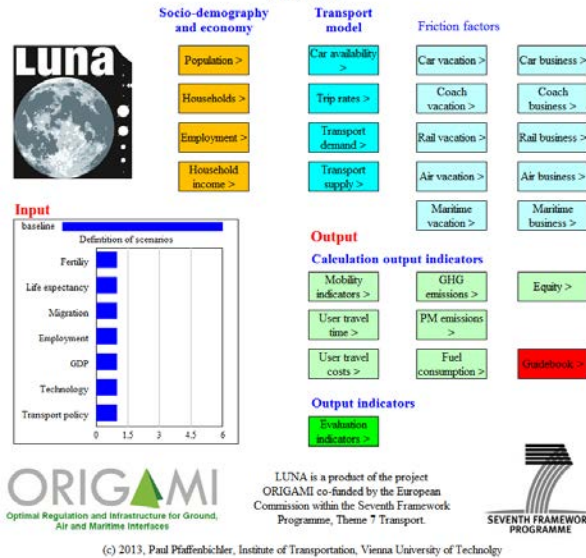 Socio-demography
and economy
Transport
model
Friction factors
Luna
Population >
Car availability
>
Car vacation >
Car business >
Households >
Trip rates >
Coach
vacation >
Coach
business >
Employment >
Transport
demand >
Rail vacation >
Rail business >
Household
income >
Transport
supply >
Air vacation >
Air business >
Maritime
vacation >
Maritime
business >
Input
baseline
Defintition of scenarios
Fertiliy
Life expectancy
Migration
Employment
GDP
Technology
Transport policy
0 1.5 3 4.5 6
Output
Calculation output indicators
Mobility
indicators >
GHG
emissions >
Equity >
User travel
time >
PM emissions
>
User travel
costs >
Fuel
consumption >
Guidebook >
Output indicators
Evaluation
indicators >
ORIGAMI
Optimal Regulation and Infrastructure for Ground,
Air and Maritime Interfaces
LUNA is a product of the project
ORIGAMI co-funded by the European
Commission within the Seventh Framework
Programme, Theme 7 Transport.
SEVENTH FRAMEWORK
PROGRAMME
(c) 2013, Paul Pfaffenbichler, Institute of Transportation, Vienna University of Technolgy